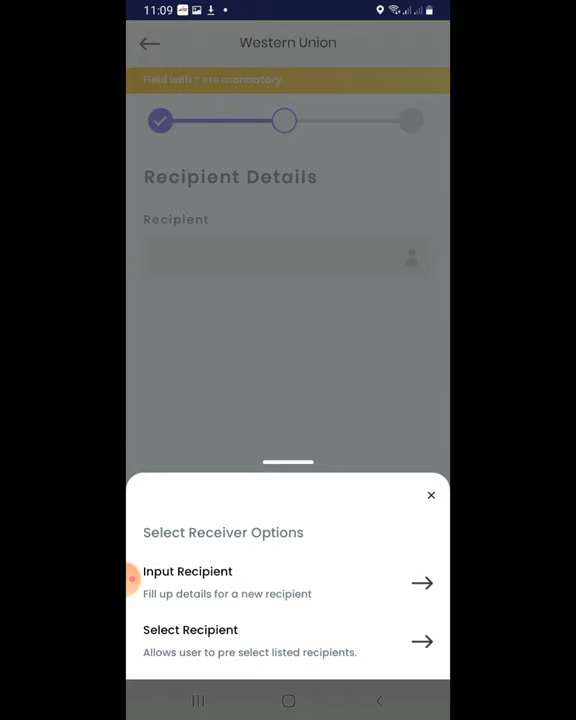 11:09
Western Union
Field with * are mandatory.
Recipient Details
Recipient
Select Receiver Options
Input Recipient
Fill up details for a new recipient
Select Recipient
Allows user to pre select listed recipients.